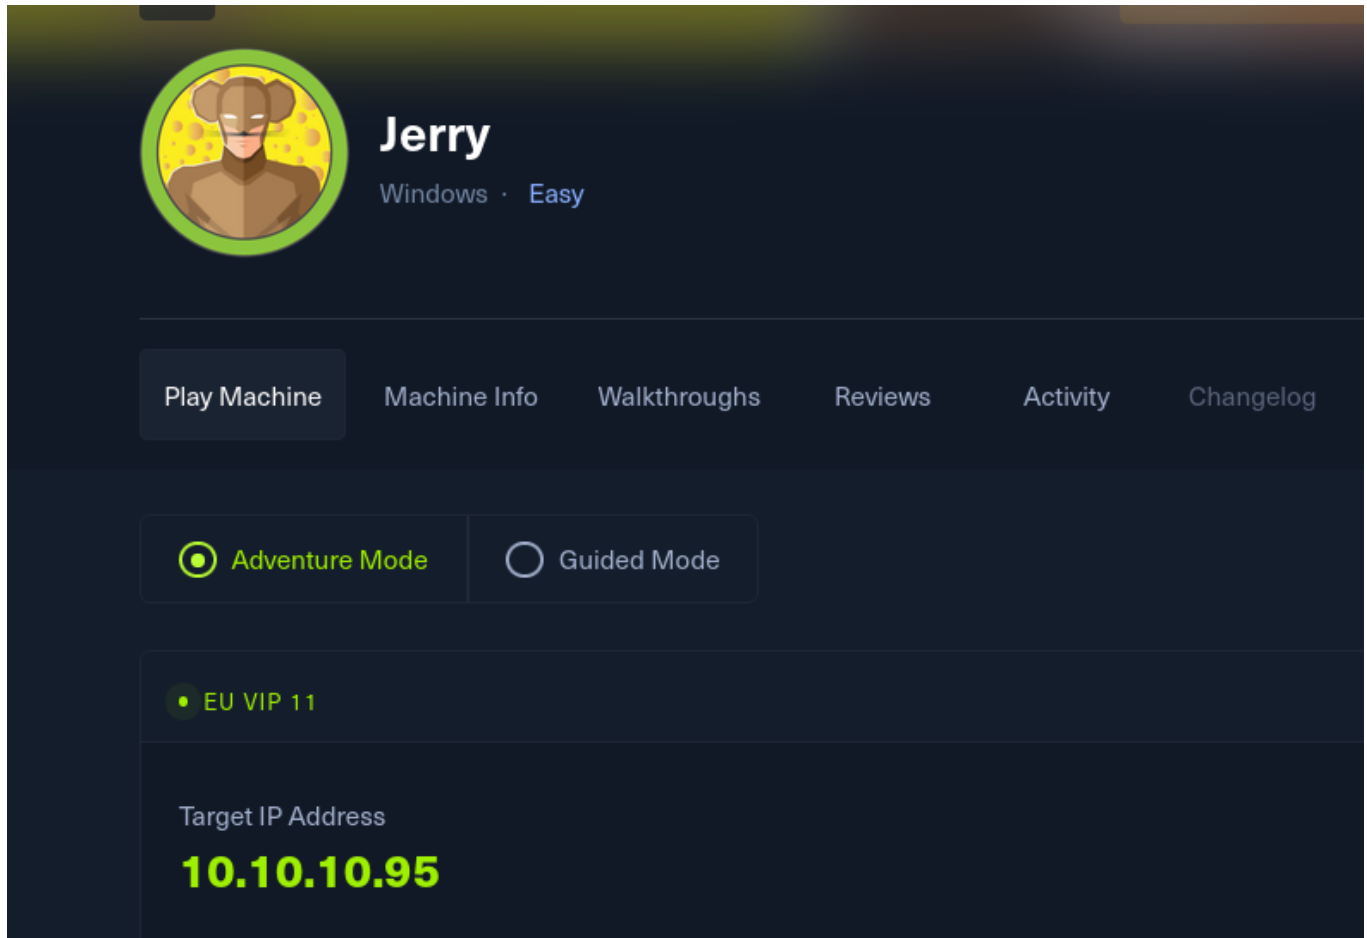 Jerry
Windows · Easy
Play Machine Machine Info Walkthroughs Reviews Activity Changelog
Adventure Mode Guided Mode
EU VIP 11
Target IP Address
10.10.10.95